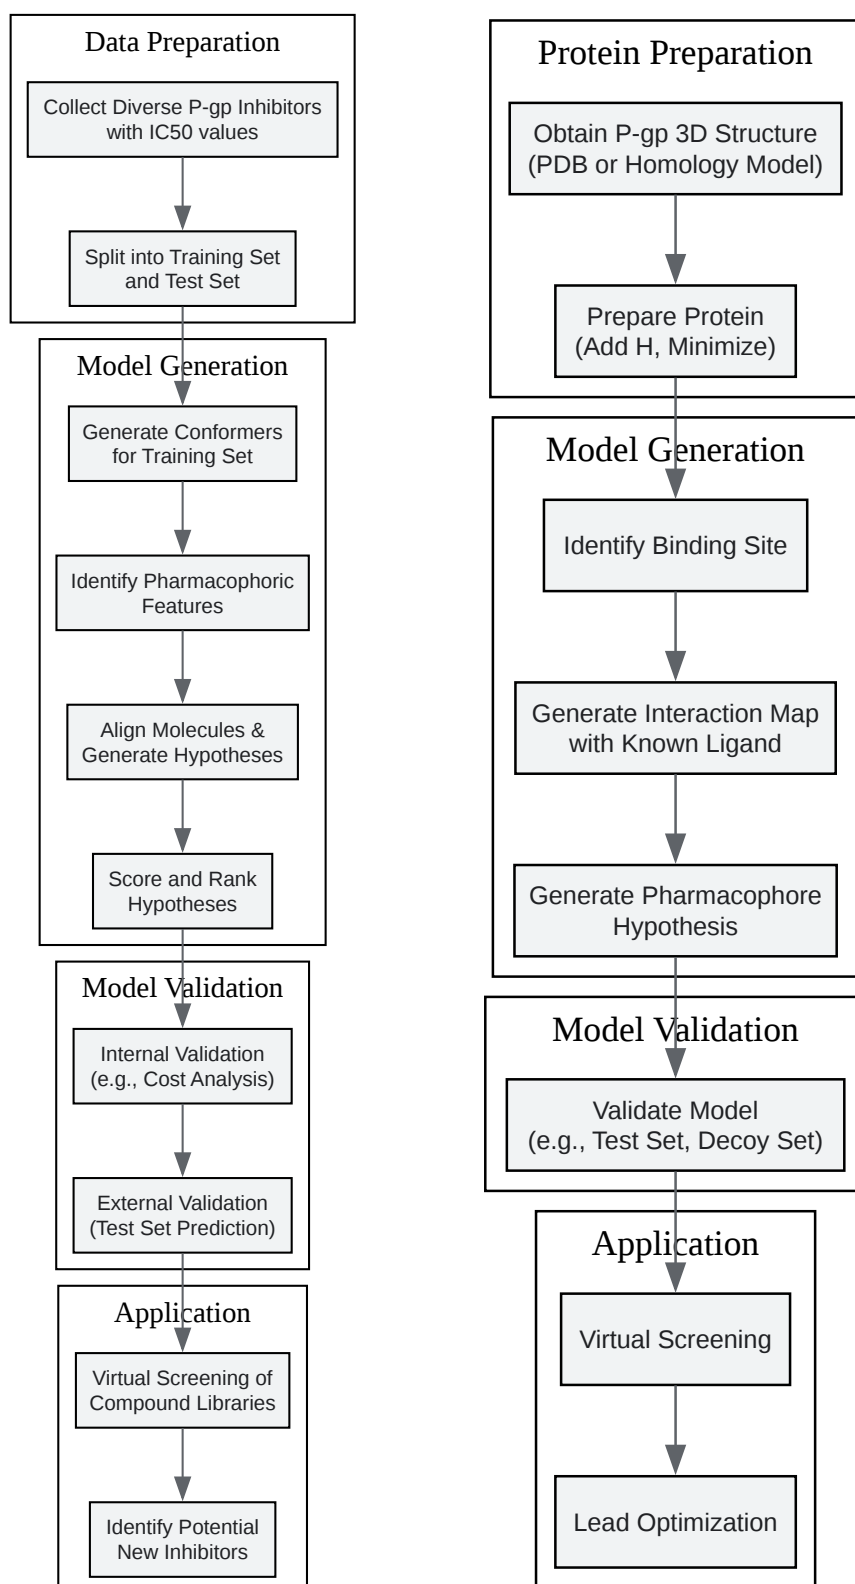 Data Preparation
Collect Diverse P-gp Inhibitors
with IC50 values
Split into Training Set
and Test Set
Model Generation
Generate Conformers
for Training Set
Identify Pharmacophoric
Features
Align Molecules &
Generate Hypotheses
Score and Rank
Hypotheses
Model Validation
Internal Validation
(e.g., Cost Analysis)
External Validation
(Test Set Prediction)
Application
Virtual Screening of
Compound Libraries
Identify Potential
New Inhibitors
Protein Preparation
Obtain P-gp 3D Structure
(PDB or Homology Model)
Prepare Protein
(Add H, Minimize)
Model Generation
Identify Binding Site
Generate Interaction Map
with Known Ligand
Generate Pharmacophore
Hypothesis
Model Validation
Validate Model
(e.g., Test Set, Decoy Set)
Application
Virtual Screening
Lead Optimization